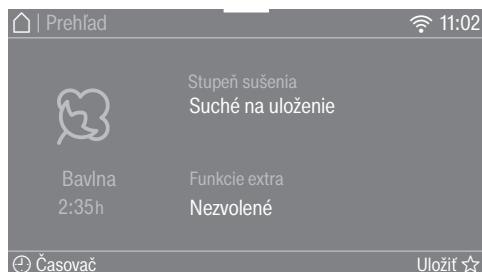 | Prehľad 11:02
Stupeň sušenia
Suché na uloženie
Bavlna
2:35h
Funkcie extra
Nezvolené
Časovač Uložiť